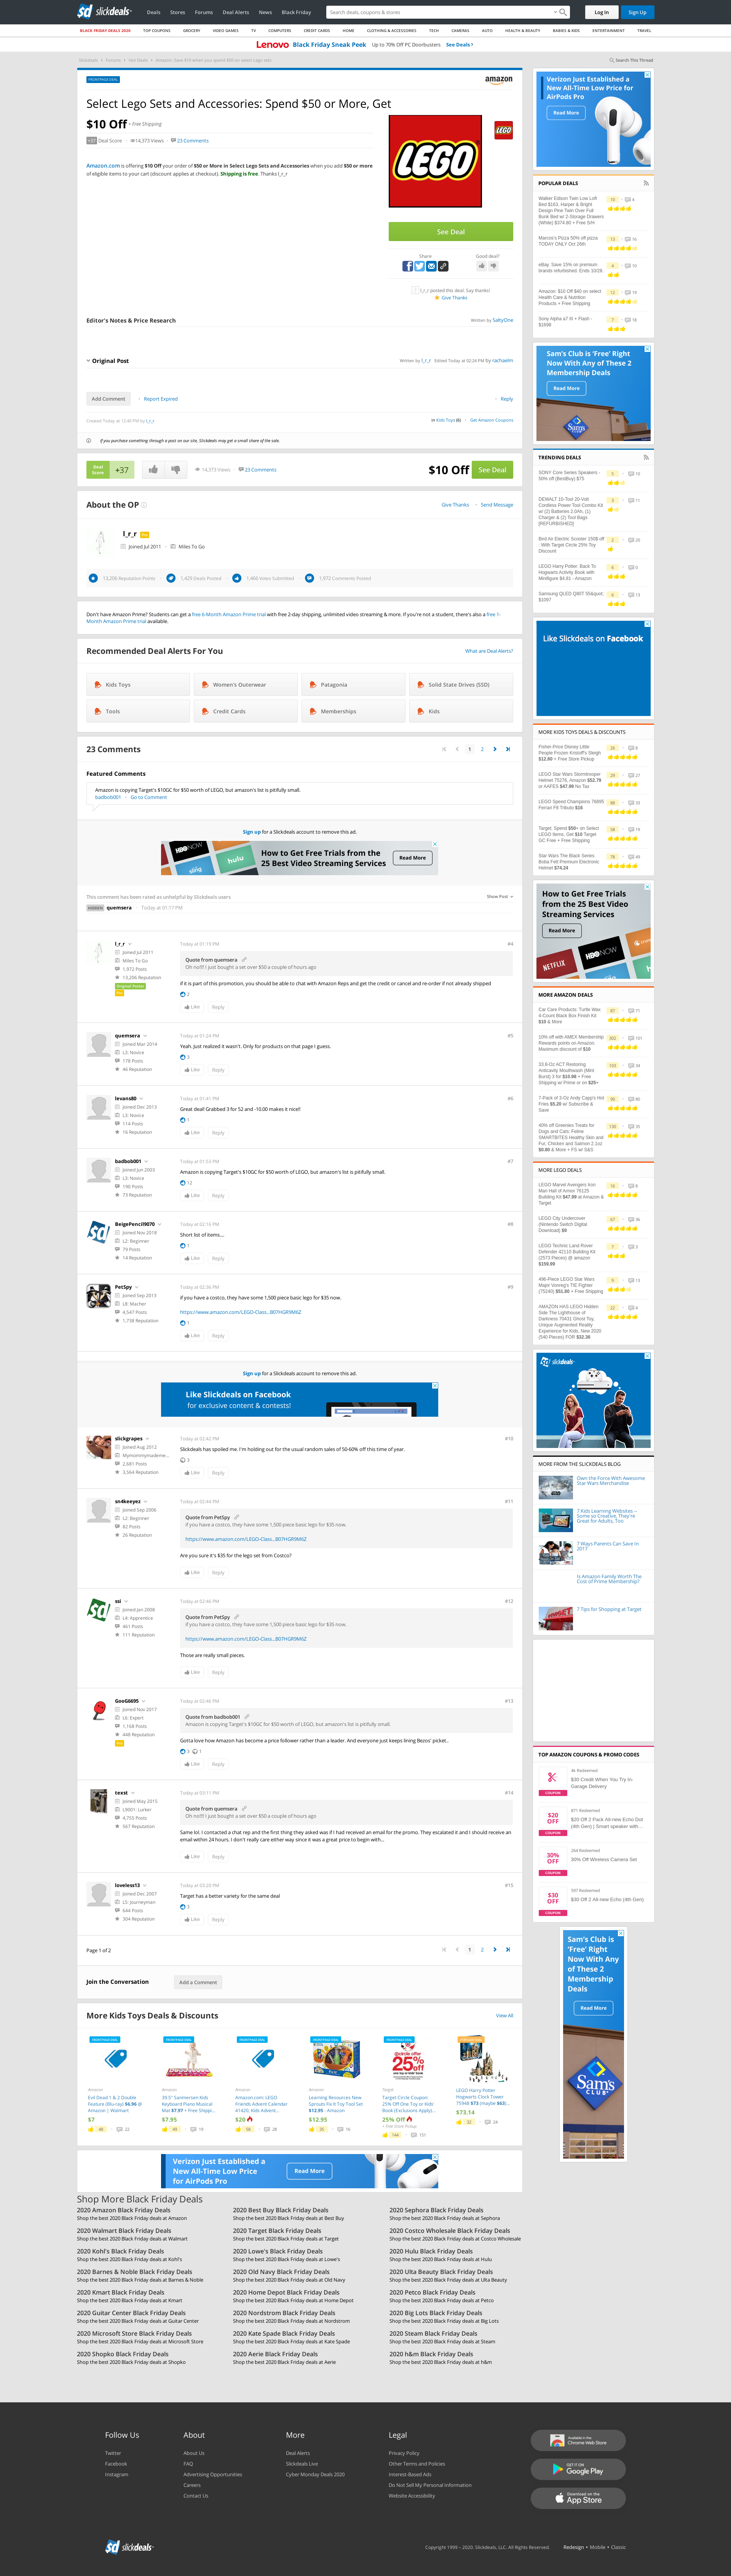 slickdeals
Deals Stores Forums Deal Alerts News Black Friday
Search deals, coupons & stores
Log In Sign Up
BLACK FRIDAY DEALS 2020 TOP COUPONS GROCERY VIDEO GAMES TV COMPUTERS CREDIT CARDS HOME CLOTHING & ACCESSORIES TECH CAMERAS AUTO HEALTH & BEAUTY BABIES & KIDS ENTERTAINMENT TRAVEL
Lenovo Black Friday Sneak Peek Up to 70% Off PC Doorbusters See Deals ›
Slickdeals Forums Hot Deals Amazon: Save $10 when you spend $50 on select Lego sets
Search This Thread
FRONTPAGE DEAL
amazon
Select Lego Sets and Accessories: Spend $50 or More, Get
$10 Off + Free Shipping
+37 Deal Score 14,373 Views 23 Comments
Amazon.com is offering $10 Off your order of $50 or More in Select Lego Sets and Accessories when you add $50 or more
of eligible items to your cart (discount applies at checkout). Shipping is free. Thanks l_r_r
LEGO
LEGO
See Deal
Share Good deal?
l_r_r posted this deal. Say thanks!
Give Thanks
Editor's Notes & Price Research
Written by SaltyOne
Original Post
Written by l_r_r Edited Today at 02:24 PM by rachaelm
Add Comment Report Expired Reply
Created Today at 12:40 PM by l_r_r
in Kids Toys (6) Get Amazon Coupons
If you purchase something through a post on our site, Slickdeals may get a small share of the sale.
Deal Score +37
14,373 Views 23 Comments
$10 Off See Deal
About the OP
Give Thanks Send Message
l_r_r Pro
Joined Jul 2011 Miles To Go
13,206 Reputation Points 1,429 Deals Posted 1,466 Votes Submitted 1,972 Comments Posted
Don't have Amazon Prime? Students can get a free 6-Month Amazon Prime trial with free 2-day shipping, unlimited video streaming & more. If you're not a student, there's also a free 1-
Month Amazon Prime trial available.
Recommended Deal Alerts For You
What are Deal Alerts?
Kids Toys Women's Outerwear Patagonia Solid State Drives (SSD)
Tools Credit Cards Memberships Kids
23 Comments
1 2
Featured Comments
Amazon is copying Target's $10GC for $50 worth of LEGO, but amazon's list is pitifully small.
badbob001 Go to Comment
Sign up for a Slickdeals account to remove this ad.
HBO NOW hulu
How to Get Free Trials from the
25 Best Video Streaming Services
Read More
This comment has been rated as unhelpful by Slickdeals users
Show Post
HIDDEN quemsera Today at 01:17 PM
l_r_r
Joined Jul 2011
Miles To Go
1,972 Posts
13,206 Reputation
Original Poster
Pro
Today at 01:19 PM #4
Quote from quemsera
Oh no!!! I just bought a set over $50 a couple of hours ago
if it is part of this promotion, you should be able to chat with Amazon Reps and get the credit or cancel and re-order if not already shipped
2
Like Reply
quemsera
Joined Mar 2014
L3: Novice
178 Posts
46 Reputation
Today at 01:24 PM #5
Yeah. Just realized it wasn't. Only for products on that page I guess.
3
Like Reply
levans80
Joined Dec 2013
L3: Novice
114 Posts
16 Reputation
Today at 01:41 PM #6
Great deal! Grabbed 3 for 52 and -10.00 makes it nice!!
1
Like Reply
badbob001
Joined Jun 2003
L3: Novice
190 Posts
73 Reputation
Today at 01:53 PM #7
Amazon is copying Target's $10GC for $50 worth of LEGO, but amazon's list is pitifully small.
12
Like Reply
BeigePencil9070
Joined Nov 2018
L2: Beginner
79 Posts
14 Reputation
Today at 02:16 PM #8
Short list of items....
1
Like Reply
PetSpy
Joined Sep 2013
L8: Macher
4,547 Posts
1,738 Reputation
Today at 02:36 PM #9
if you have a costco, they have some 1,500 piece basic lego for $35 now.
https://www.amazon.com/LEGO-Class...B07HGR9M6Z
1
Like Reply
Sign up for a Slickdeals account to remove this ad.
Like Slickdeals on Facebook
for exclusive content & contests!
slickgrapes
Joined Aug 2012
Mymommymademe...
2,681 Posts
3,564 Reputation
Today at 02:42 PM #10
Slickdeals has spoiled me. I'm holding out for the usual random sales of 50-60% off this time of year.
3
Like Reply
sn4keeyez
Joined Sep 2006
L2: Beginner
82 Posts
26 Reputation
Today at 02:44 PM #11
Quote from PetSpy
if you have a costco, they have some 1,500 piece basic lego for $35 now.
https://www.amazon.com/LEGO-Class...B07HGR9M6Z
Are you sure it's $35 for the lego set from Costco?
Like Reply
ssi
Joined Jan 2008
L4: Apprentice
461 Posts
111 Reputation
Today at 02:46 PM #12
Quote from PetSpy
if you have a costco, they have some 1,500 piece basic lego for $35 now.
https://www.amazon.com/LEGO-Class...B07HGR9M6Z
Those are really small pieces.
Like Reply
GooG6695
Joined Nov 2017
L6: Expert
1,168 Posts
448 Reputation
Pro
Today at 02:46 PM #13
Quote from badbob001
Amazon is copying Target's $10GC for $50 worth of LEGO, but amazon's list is pitifully small.
Gotta love how Amazon has become a price follower rather than a leader. And everyone just keeps lining Bezos' pocket..
3 1
Like Reply
texst
Joined May 2015
L9001: Lurker
4,755 Posts
567 Reputation
Today at 03:11 PM #14
Quote from quemsera
Oh no!!! I just bought a set over $50 a couple of hours ago
Same lol. I contacted a chat rep and the first thing they asked was if I had received an email for the promo. They escalated it and I should receive an
email within 24 hours. I don't really care either way since it was a great price to begin with...
Like Reply
loveless13
Joined Dec 2007
L5: Journeyman
644 Posts
304 Reputation
Today at 03:20 PM #15
Target has a better variety for the same deal
3
Like Reply
Page 1 of 2
1 2
Join the Conversation Add a Comment
More Kids Toys Deals & Discounts
View All
FRONTPAGE DEAL
Amazon
Evil Dead 1 & 2 Double
Feature (Blu-ray) $6.96 @
Amazon | Walmart
$7
FRONTPAGE DEAL
Amazon
39.5" Sanmersen Kids
Keyboard Piano Musical
Mat $7.97 + Free Shippi...
$7.95
FRONTPAGE DEAL
Amazon
Amazon.com: LEGO
Friends Advent Calendar
41420, Kids Advent...
$20
FRONTPAGE DEAL
Amazon
Learning Resources New
Sprouts Fix It Toy Tool Set
$12.95 - Amazon
$12.95
FRONTPAGE DEAL
Target
Target Circle Coupon:
25% Off One Toy or Kids'
Book (Exclusions Apply)...
25% Off
+ Free Store Pickup
LEGO Harry Potter
Hogwarts Clock Tower
75948 $73 (maybe $63)...
$73.14
Verizon Just Established a
New All-Time Low Price
for AirPods Pro
Read More
Shop More Black Friday Deals
2020 Amazon Black Friday Deals
Shop the best 2020 Black Friday deals at Amazon
2020 Best Buy Black Friday Deals
Shop the best 2020 Black Friday deals at Best Buy
2020 Sephora Black Friday Deals
Shop the best 2020 Black Friday deals at Sephora
2020 Walmart Black Friday Deals
Shop the best 2020 Black Friday deals at Walmart
2020 Target Black Friday Deals
Shop the best 2020 Black Friday deals at Target
2020 Costco Wholesale Black Friday Deals
Shop the best 2020 Black Friday deals at Costco Wholesale
2020 Kohl's Black Friday Deals
Shop the best 2020 Black Friday deals at Kohl's
2020 Lowe's Black Friday Deals
Shop the best 2020 Black Friday deals at Lowe's
2020 Hulu Black Friday Deals
Shop the best 2020 Black Friday deals at Hulu
2020 Barnes & Noble Black Friday Deals
Shop the best 2020 Black Friday deals at Barnes & Noble
2020 Old Navy Black Friday Deals
Shop the best 2020 Black Friday deals at Old Navy
2020 Ulta Beauty Black Friday Deals
Shop the best 2020 Black Friday deals at Ulta Beauty
2020 Kmart Black Friday Deals
Shop the best 2020 Black Friday deals at Kmart
2020 Home Depot Black Friday Deals
Shop the best 2020 Black Friday deals at Home Depot
2020 Petco Black Friday Deals
Shop the best 2020 Black Friday deals at Petco
2020 Guitar Center Black Friday Deals
Shop the best 2020 Black Friday deals at Guitar Center
2020 Nordstrom Black Friday Deals
Shop the best 2020 Black Friday deals at Nordstrom
2020 Big Lots Black Friday Deals
Shop the best 2020 Black Friday deals at Big Lots
2020 Microsoft Store Black Friday Deals
Shop the best 2020 Black Friday deals at Microsoft Store
2020 Kate Spade Black Friday Deals
Shop the best 2020 Black Friday deals at Kate Spade
2020 Steam Black Friday Deals
Shop the best 2020 Black Friday deals at Steam
2020 Shopko Black Friday Deals
Shop the best 2020 Black Friday deals at Shopko
2020 Aerie Black Friday Deals
Shop the best 2020 Black Friday deals at Aerie
2020 h&m Black Friday Deals
Shop the best 2020 Black Friday deals at h&m
Verizon Just Established a
New All-Time Low Price for
AirPods Pro
Read More
POPULAR DEALS
Walker Edison Twin Low Loft
Bed $163, Harper & Bright
Design Pine Twin Over Full
Bunk Bed w/ 2-Storage Drawers
(White) $374.80 + Free S/H
Marcos's Pizza 50% off pizza
TODAY ONLY Oct 26th
eBay. Save 15% on premium
brands refurbished. Ends 10/28.
Amazon: $10 Off $40 on select
Health Care & Nutrition
Products + Free Shipping
Sony Alpha a7 III + Flash -
$1698
Sam's Club is 'Free' Right
Now With Any of These 2
Membership Deals
Read More
TRENDING DEALS
SONY Core Series Speakers -
50% off (BestBuy) $75
DEWALT 10-Tool 20-Volt
Cordless Power Tool Combo Kit
w/ (2) Batteries 2.0Ah, (1)
Charger & (2) Tool Bags
[REFURBISHED]
Bird Air Electric Scooter 150$ off
- With Target Circle 25% Toy
Discount
LEGO Harry Potter: Back To
Hogwarts Activity Book with
Minifigure $4.61 - Amazon
Samsung QLED Q80T 55&quot;
$1097
Like Slickdeals on Facebook
MORE KIDS TOYS DEALS & DISCOUNTS
Fisher-Price Disney Little
People Frozen Kristoff's Sleigh
$12.80 + Free Store Pickup
LEGO Star Wars Stormtrooper
Helmet 75276, Amazon $52.79
or AAFES $47.99 No Tax
LEGO Speed Champions 76895
Ferrari F8 Tributo $16
Target: Spend $50+ on Select
LEGO Items, Get $10 Target
GC Free + Free Shipping
Star Wars The Black Series
Boba Fett Premium Electronic
Helmet $74.24
How to Get Free Trials
from the 25 Best Video
Streaming Services
Read More
NETFLIX HBO NOW hulu
MORE AMAZON DEALS
Car Care Products: Turtle Wax
4-Count Black Box Finish Kit
$10 & More
10% off with AMEX Membership
Rewards points on Amazon.
Maximum discount of $10
33.8-Oz ACT Restoring
Anticavity Mouthwash (Mint
Burst) 3 for $10.98 + Free
Shipping w/ Prime or on $25+
7-Pack of 3-Oz Andy Capp's Hot
Fries $5.20 w/ Subscribe &
Save
40% off Greenies Treats for
Dogs and Cats: Feline
SMARTBITES Healthy Skin and
Fur, Chicken and Salmon 2.1oz
$0.80 & More + FS w/ S&S
MORE LEGO DEALS
LEGO Marvel Avengers Iron
Man Hall of Armor 76125
Building Kit $47.99 at Amazon &
Target
LEGO City Undercover
(Nintendo Switch Digital
Download) $9
LEGO Technic Land Rover
Defender 42110 Building Kit
(2573 Pieces) @ amazon
$159.99
496-Piece LEGO Star Wars
Major Vonreg's TIE Fighter
(75240) $51.80 + Free Shipping
AMAZON HAS LEGO Hidden
Side The Lighthouse of
Darkness 70431 Ghost Toy,
Unique Augmented Reality
Experience for Kids, New 2020
(540 Pieces) FOR $32.36
slickdeals
MORE FROM THE SLICKDEALS BLOG
Own the Force With Awesome
Star Wars Merchandise
7 Kids Learning Websites —
Some so Creative, They're
Great for Adults, Too
7 Ways Parents Can Save In
2017
Is Amazon Family Worth The
Cost of Prime Membership?
7 Tips for Shopping at Target
TOP AMAZON COUPONS & PROMO CODES
4k Redeemed
$30 Credit When You Try In-
Garage Delivery
COUPON
$20 OFF
871 Redeemed
$20 Off 2 Pack All-new Echo Dot
(4th Gen) | Smart speaker with...
COUPON
30% OFF
264 Redeemed
30% Off Wireless Camera Set
COUPON
$30 OFF
597 Redeemed
$30 Off 2 All-new Echo (4th Gen)
COUPON
Sam's Club is
'Free' Right
Now With Any
of These 2
Membership
Deals
Read More
Sam's CLUB
Follow Us
Twitter
Facebook
Instagram
About
About Us
FAQ
Advertising Opportunities
Careers
Contact Us
More
Deal Alerts
Slickdeals Live
Cyber Monday Deals 2020
Legal
Privacy Policy
Other Terms and Policies
Interest-Based Ads
Do Not Sell My Personal Information
Website Accessibility
Available in the Chrome Web Store
GET IT ON Google Play
Download on the App Store
slickdeals
Copyright 1999 - 2020. Slickdeals, LLC. All Rights Reserved. Redesign • Mobile • Classic